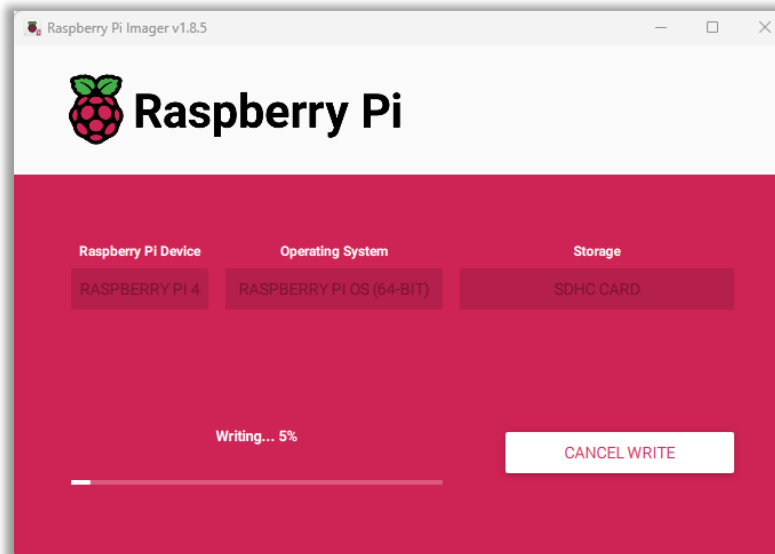 Raspberry Pi Imager v1.8.5
Raspberry Pi
Raspberry Pi Device
Operating System
Storage
RASPBERRY PI 4
RASPBERRY PI OS (64-BIT)
SDHC CARD
Writing... 5%
CANCEL WRITE